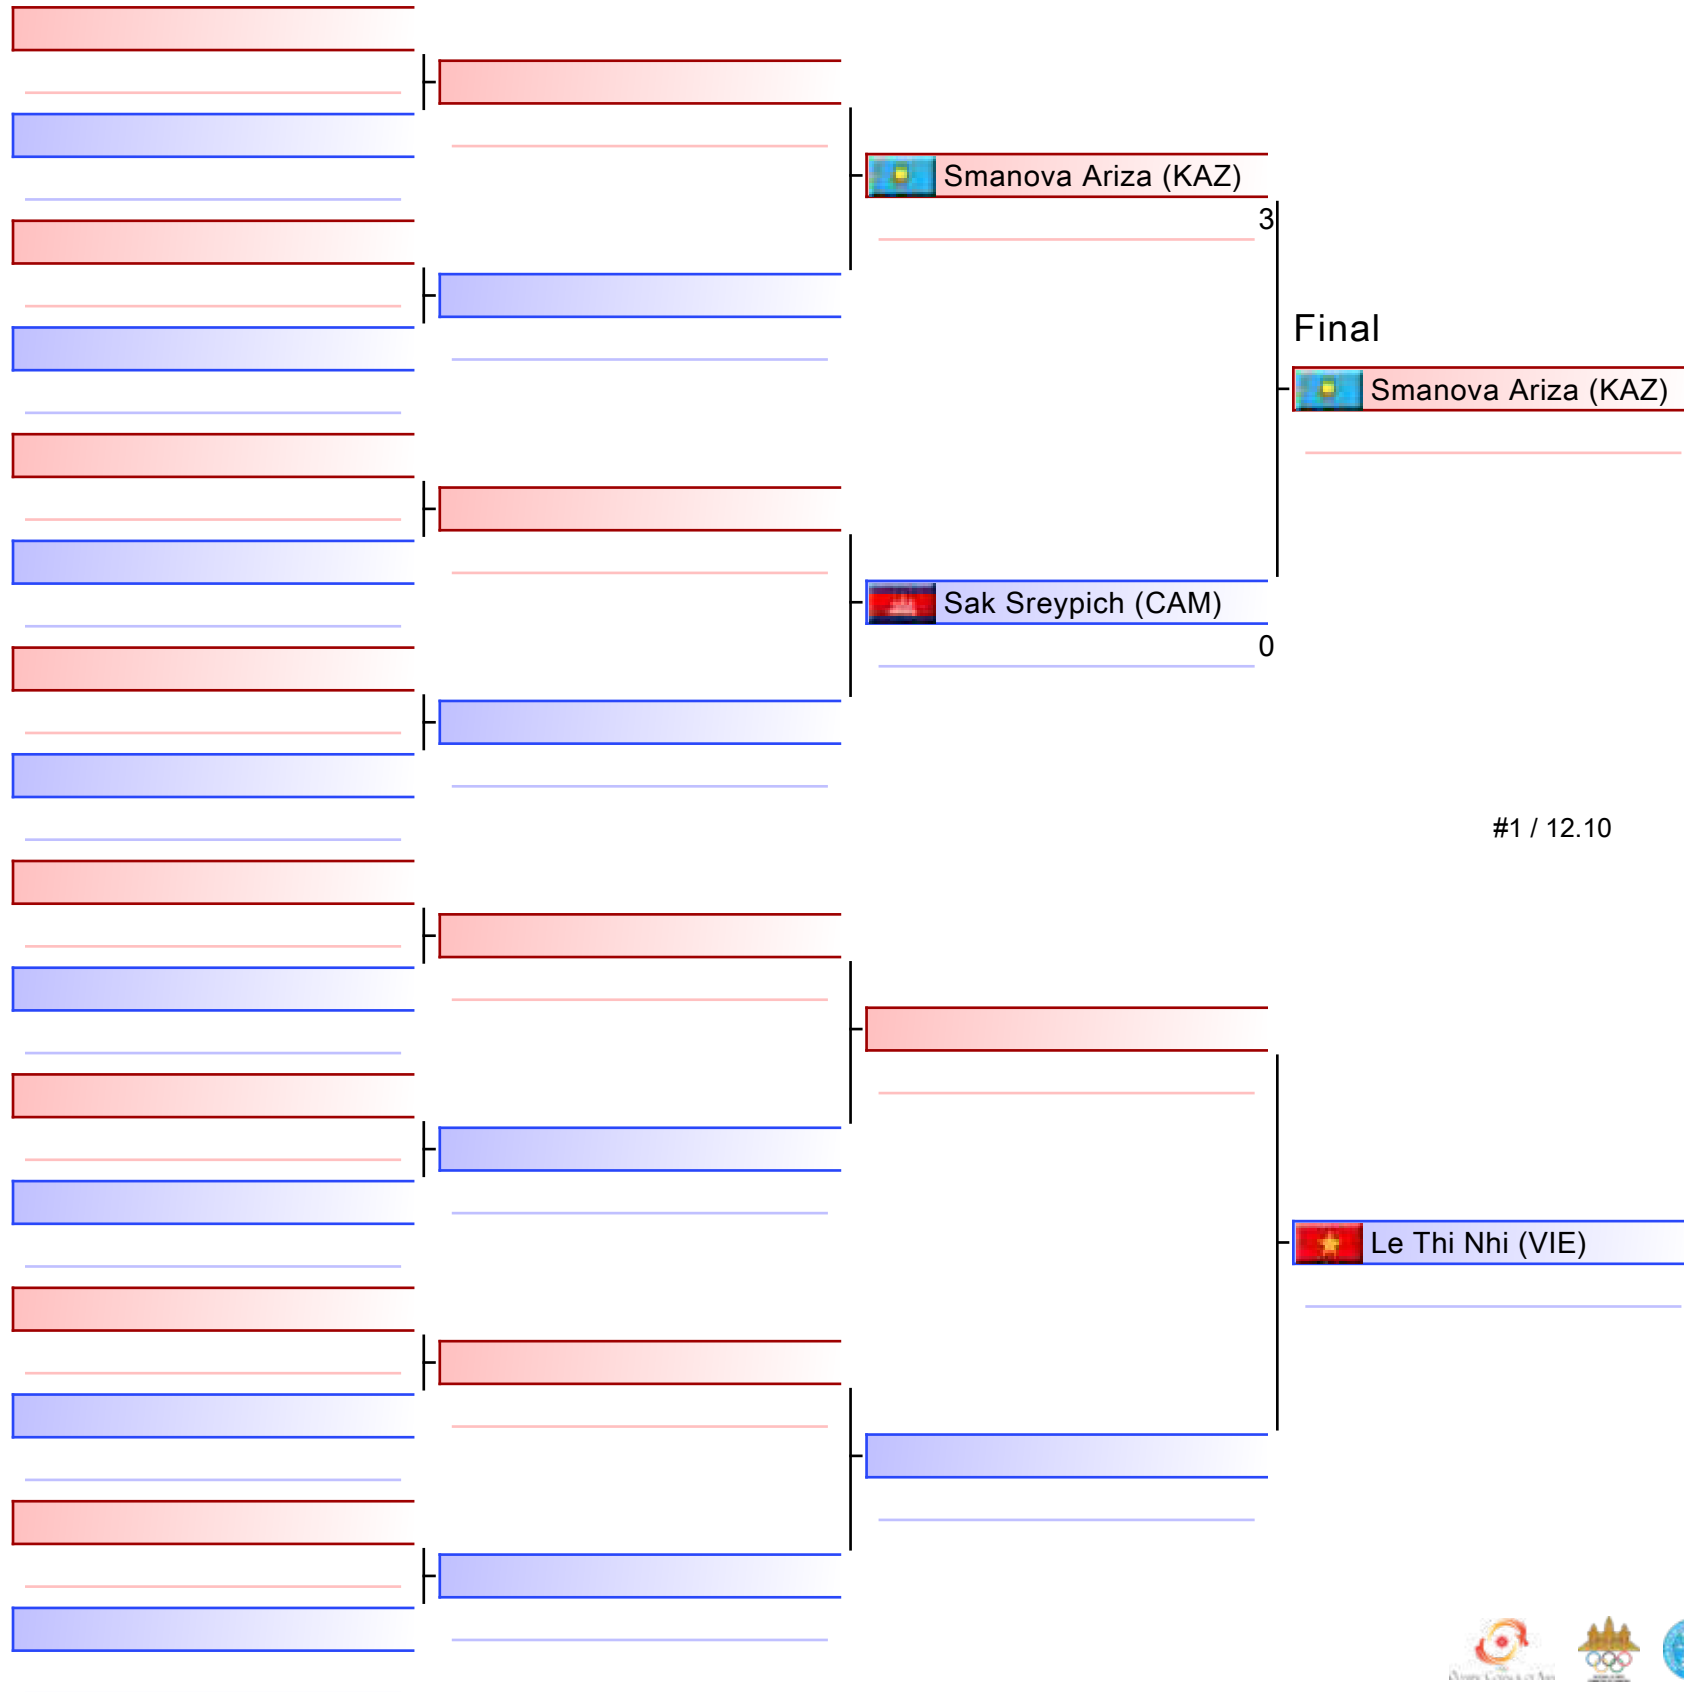 Smanova Ariza (KAZ)
3
Final
Smanova Ariza (KAZ)
Sak Sreypich (CAM)
0
#1 / 12.10
Le Thi Nhi (VIE)